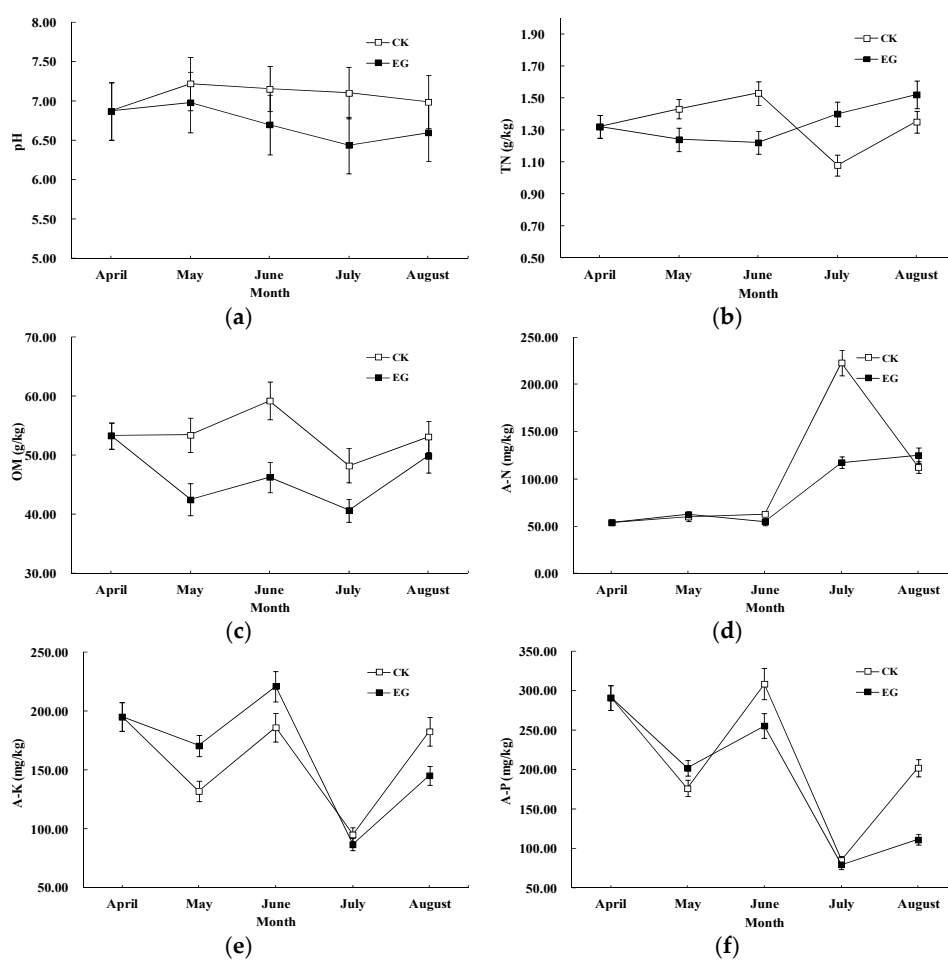 8.00
7.50
7.00
6.50
6.00
5.50
5.00
pH
CK
EG
April May June July August
Month
(a)
1.90
1.70
1.50
1.30
1.10
0.90
0.70
0.50
TN (g/kg)
CK
EG
April May June July August
Month
(b)
70.00
60.00
50.00
40.00
30.00
OM (g/kg)
CK
EG
April May June July August
Month
(c)
250.00
200.00
150.00
100.00
50.00
0.00
A-N (mg/kg)
CK
EG
April May June July August
Month
(d)
250.00
200.00
150.00
100.00
50.00
A-K (mg/kg)
CK
EG
April May June July August
Month
(e)
350.00
300.00
250.00
200.00
150.00
100.00
50.00
A-P (mg/kg)
CK
EG
April May June July August
Month
(f)